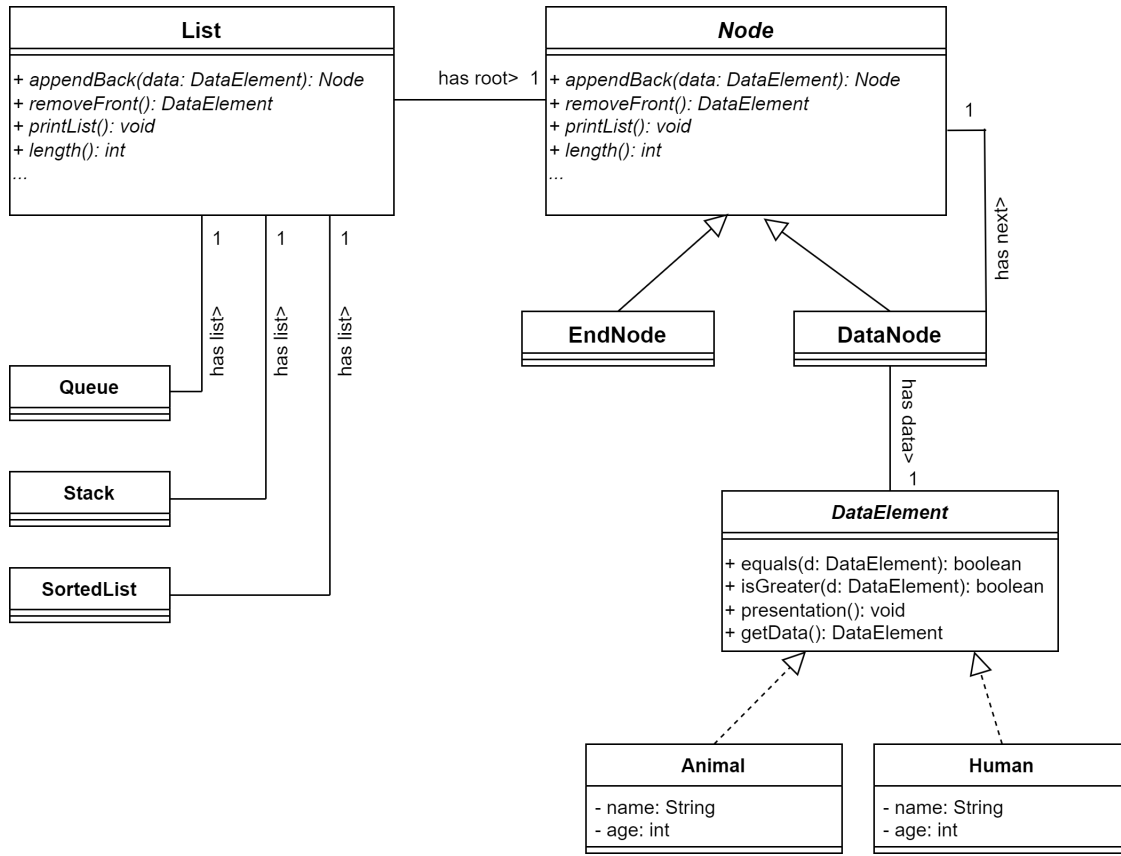 List
+ appendBack(data: DataElement): Node
+ removeFront(): DataElement
+ printList(): void
+ length(): int
...
has root> 1
Node
+ appendBack(data: DataElement): Node
+ removeFront(): DataElement
+ printList(): void
+ length(): int
...
1
has next>
1
1
1
has list>
has list>
has list>
Queue
Stack
SortedList
EndNode
DataNode
has data>
1
DataElement
+ equals(d: DataElement): boolean
+ isGreater(d: DataElement): boolean
+ presentation(): void
+ getData(): DataElement
Animal
- name: String
- age: int
Human
- name: String
- age: int